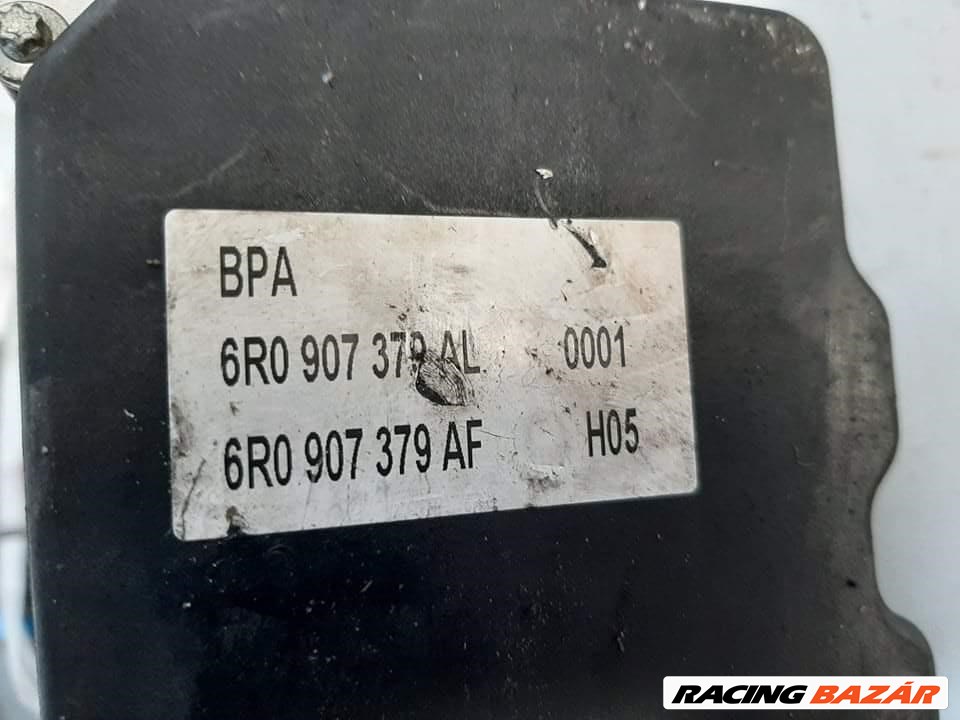 BPA
6R0 907 379 AL 0001
6R0 907 379 AF H05
RACING BAZÁR